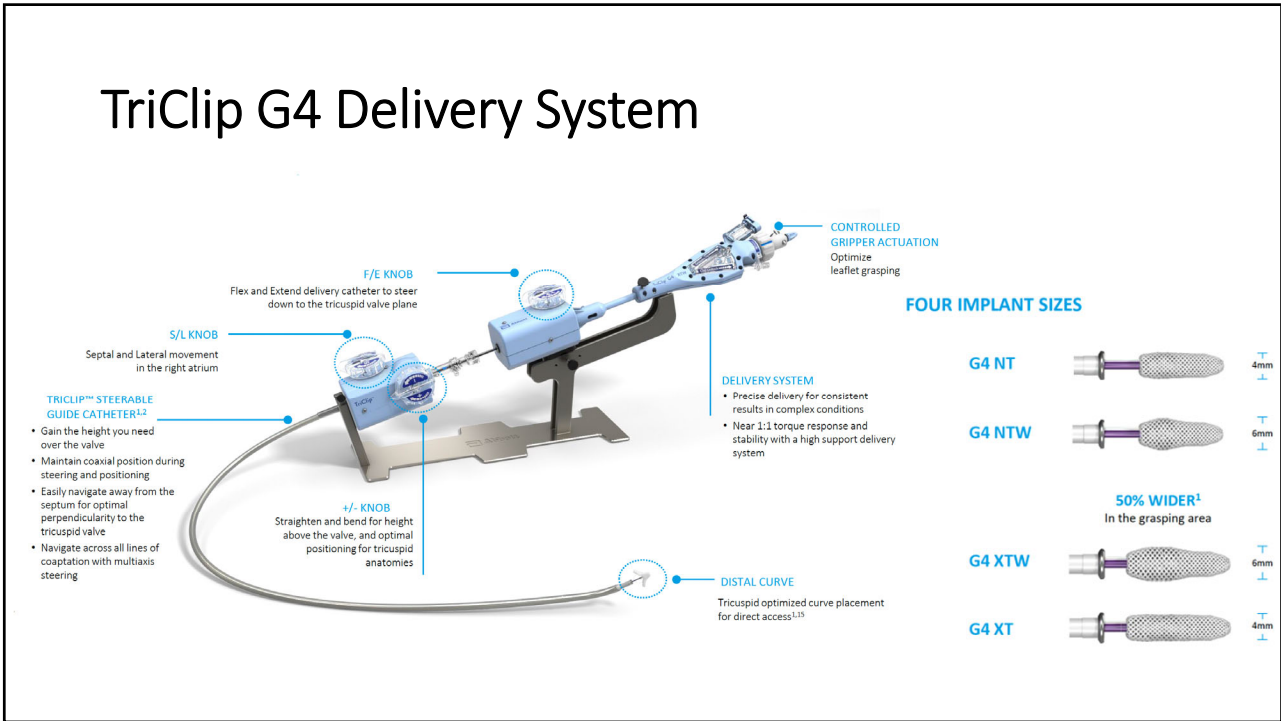 TriClip G4 Delivery System
CONTROLLED
GRIPPER ACTUATION
Optimize
leaflet grasping
F/E KNOB
Flex and Extend delivery catheter to steer
down to the tricuspid valve plane
S/L KNOB
Septal and Lateral movement
in the right atrium
TRICLIP™ STEERABLE
GUIDE CATHETER1,2
• Gain the height you need
over the valve
• Maintain coaxial position during
steering and positioning
• Easily navigate away from the
septum for optimal
perpendicularity to the
tricuspid valve
• Navigate across all lines of
coaptation with multiaxis
steering
TriClip
Abbott
+/- KNOB
Straighten and bend for height
above the valve, and optimal
positioning for tricuspid
anatomies
DELIVERY SYSTEM
• Precise delivery for consistent
results in complex conditions
• Near 1:1 torque response and
stability with a high support delivery
system
DISTAL CURVE
Tricuspid optimized curve placement
for direct access1,15
FOUR IMPLANT SIZES
G4 NT
4mm
G4 NTW
6mm
50% WIDER1
In the grasping area
G4 XTW
6mm
G4 XT
4mm